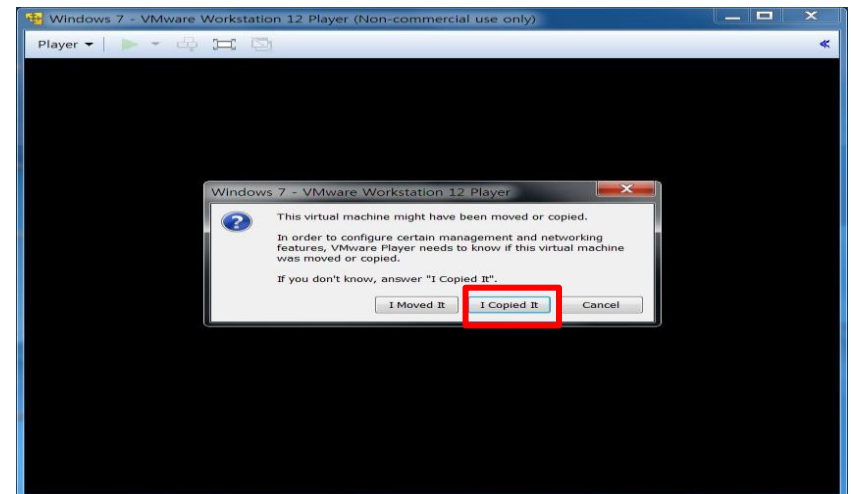 Windows 7 - VMware Workstation 12 Player (Non-commercial use only)
Player
Windows 7 - VMware Workstation 12 Player
This virtual machine might have been moved or copied.
In order to configure certain management and networking
features, VMware Player needs to know if this virtual machine
was moved or copied.
If you don't know, answer "I Copied It".
I Moved It I Copied It Cancel